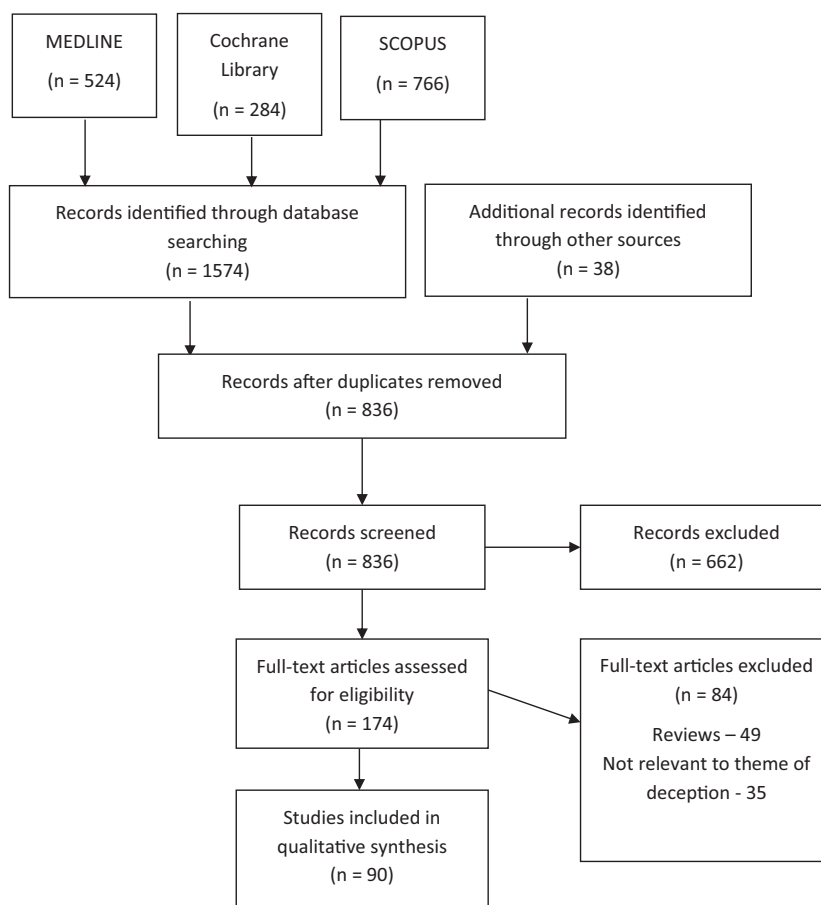 MEDLINE
(n = 524)
Cochrane
Library
(n = 284)
SCOPUS
(n = 766)
Records identified through database
searching
(n = 1574)
Additional records identified
through other sources
(n = 38)
Records after duplicates removed
(n = 836)
Records screened
(n = 836)
Records excluded
(n = 662)
Full-text articles assessed
for eligibility
(n = 174)
Full-text articles excluded
(n = 84)
Reviews – 49
Not relevant to theme of
deception - 35
Studies included in
qualitative synthesis
(n = 90)